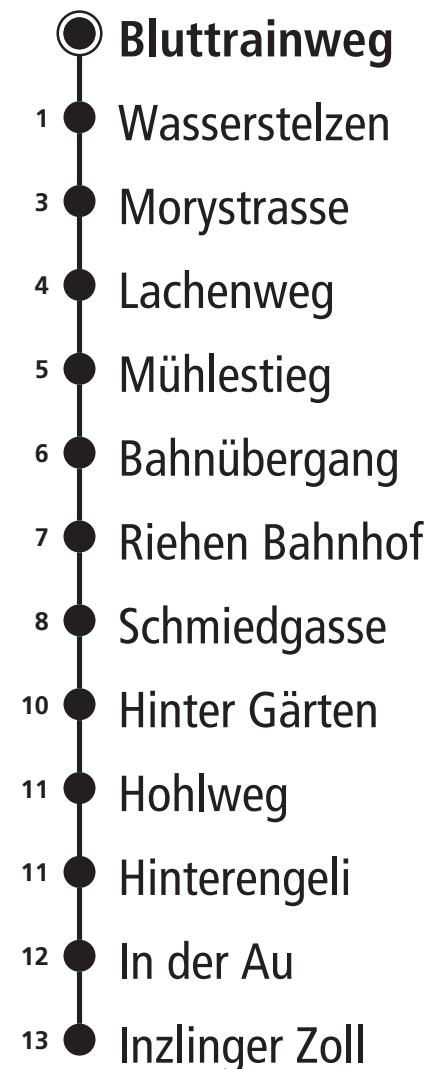 Bluttrainweg
1 Wasserstelzen
3 Morystrasse
4 Lachenweg
5 Mühlestieg
6 Bahnübergang
7 Riehen Bahnhof
8 Schmiedgasse
10 Hinter Gärten
11 Hohlweg
11 Hinterengeli
12 In der Au
13 Inzlinger Zoll